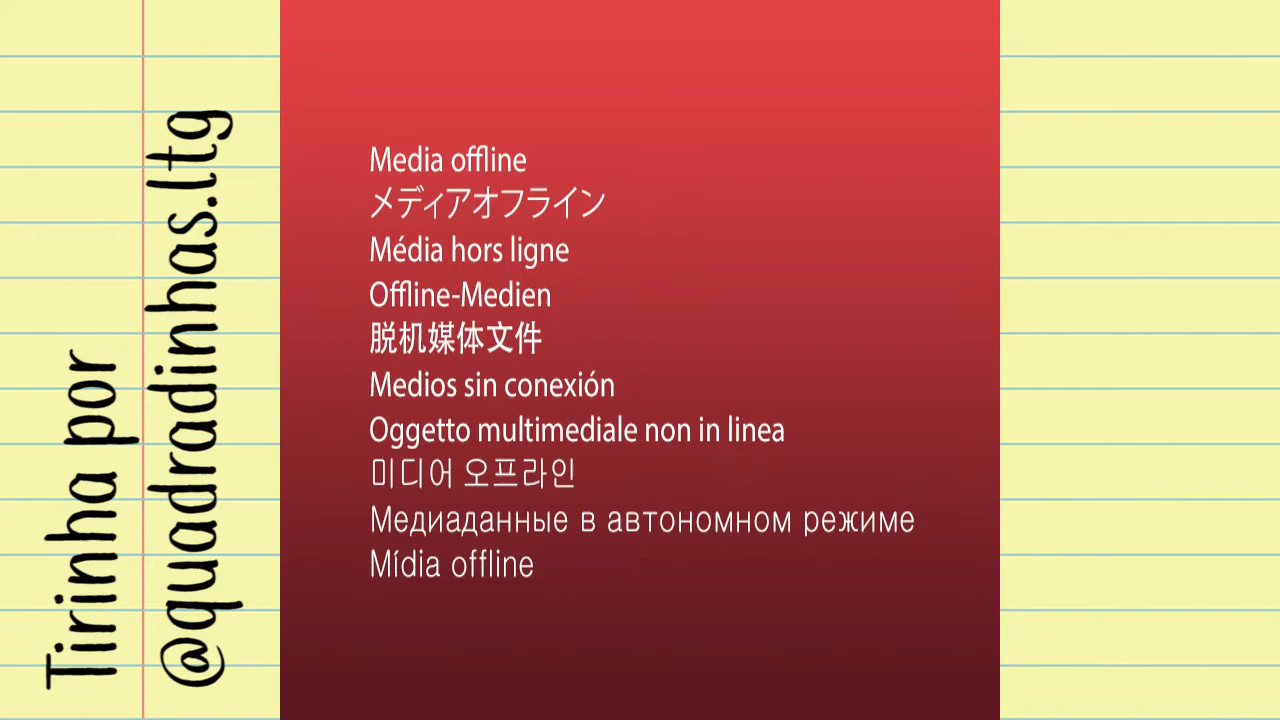 Tirinha por
@quadradinhas.ltg
Media offline
メディアオフライン
Média hors ligne
Offline-Medien
脱机媒体文件
Medios sin conexión
Oggetto multimediale non in linea
미디어 오프라인
Медиаданные в автономном режиме
Mídia offline